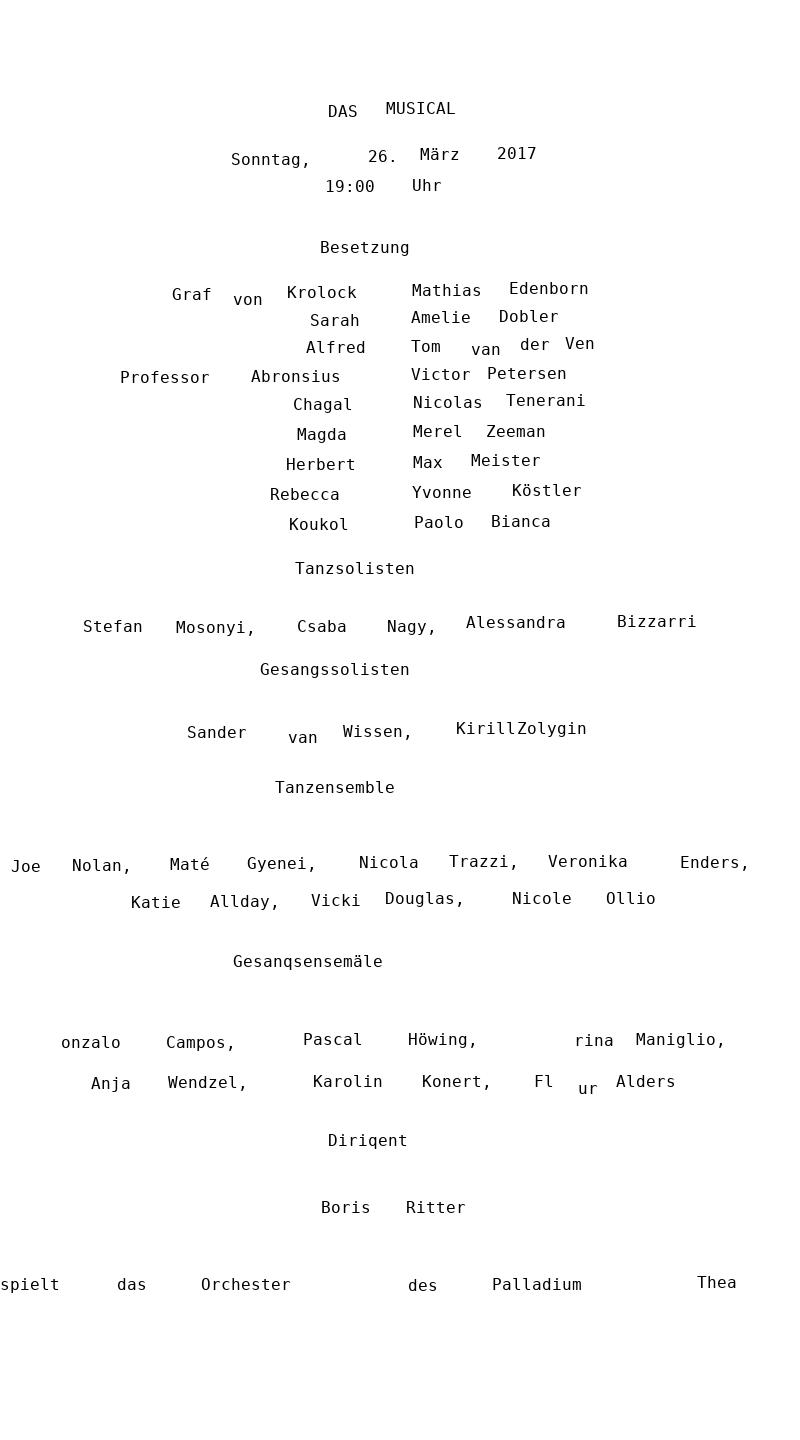 DAS MUSICAL
Sonntag, 26. März 2017
19:00 Uhr
Besetzung
Graf von Krolock Mathias Edenborn
Sarah Amelie Dobler
Alfred Tom van der Ven
Professor Abronsius Victor Petersen
Chagal Nicolas Tenerani
Magda Merel Zeeman
Herbert Max Meister
Rebecca Yvonne Köstler
Koukol Paolo Bianca
Tanzsolisten
Stefan Mosonyi, Csaba Nagy, Alessandra Bizzarri
Gesangssolisten
Sander van Wissen, KirillZolygin
Tanzensemble
Joe Nolan, Maté Gyenei, Nicola Trazzi, Veronika Enders,
Katie Allday, Vicki Douglas, Nicole Ollio
Gesanqsensemäle
onzalo Campos, Pascal Höwing, rina Maniglio,
Anja Wendzel, Karolin Konert, Fl ur Alders
Diriqent
Boris Ritter
spielt das Orchester des Palladium Thea